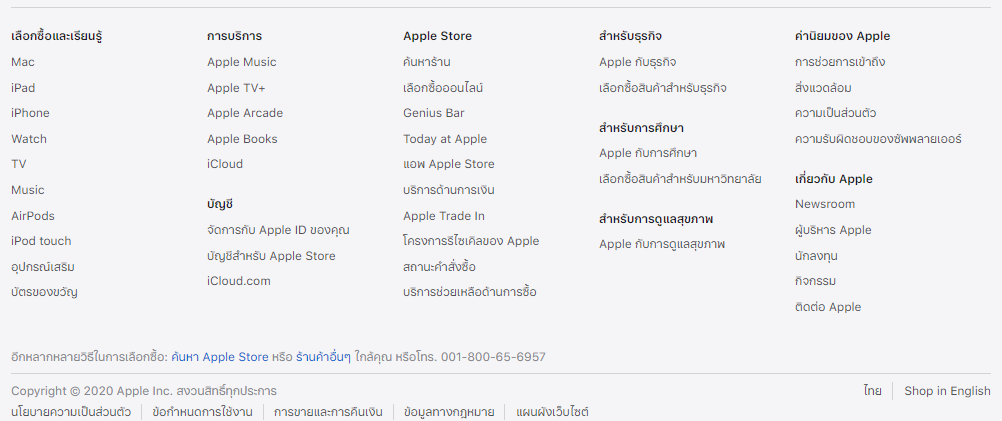 เลือกซื้อและเรียนรู้
Mac
iPad
iPhone
Watch
TV
Music
AirPods
iPod touch
อุปกรณ์เสริม
บัตรของขวัญ
การบริการ
Apple Music
Apple TV+
Apple Arcade
Apple Books
iCloud
บัญชี
จัดการกับ Apple ID ของคุณ
บัญชีสำหรับ Apple Store
iCloud.com
Apple Store
ค้นหาร้าน
เลือกซื้อออนไลน์
Genius Bar
Today at Apple
แอพ Apple Store
บริการด้านการเงิน
Apple Trade In
โครงการรีไซเคิลของ Apple
สถานะคำสั่งซื้อ
บริการช่วยเหลือด้านการซื้อ
สำหรับธุรกิจ
Apple กับธุรกิจ
เลือกซื้อสินค้าสำหรับธุรกิจ
สำหรับการศึกษา
Apple กับการศึกษา
เลือกซื้อสินค้าสำหรับมหาวิทยาลัย
สำหรับการดูแลสุขภาพ
Apple กับการดูแลสุขภาพ
ค่านิยมของ Apple
การช่วยการเข้าถึง
สิ่งแวดล้อม
ความเป็นส่วนตัว
ความรับผิดชอบของซัพพลายเออร์
เกี่ยวกับ Apple
Newsroom
ผู้บริหาร Apple
นักลงทุน
กิจกรรม
ติดต่อ Apple
อีกหลากหลายวิธีในการเลือกซื้อ: ค้นหา Apple Store หรือ ร้านค้าอื่นๆ ใกล้คุณ หรือโทร. 001-800-65-6957
Copyright © 2020 Apple Inc. สงวนสิทธิ์ทุกประการ
ไทย | Shop in English
นโยบายความเป็นส่วนตัว | ข้อกำหนดการใช้งาน | การขายและการคืนเงิน | ข้อมูลทางกฎหมาย | แผนผังเว็บไซต์